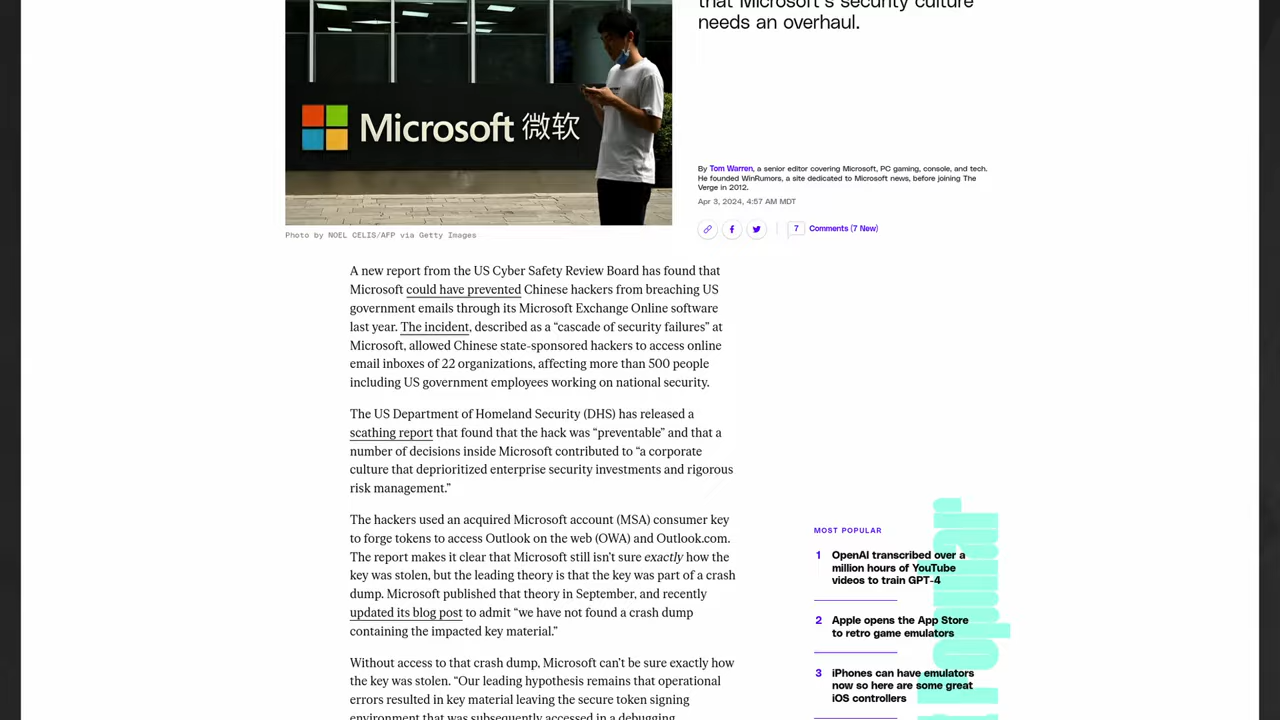 that Microsoft's security culture
needs an overhaul.
Microsoft 微软
By Tom Warren, a senior editor covering Microsoft, PC gaming, console, and tech.
He founded WinRumors, a site dedicated to Microsoft news, before joining The
Verge in 2012.
Apr 3, 2024, 4:57 AM MDT
7 Comments (7 New)
Photo by NOEL CELIS/AFP via Getty Images
A new report from the US Cyber Safety Review Board has found that
Microsoft could have prevented Chinese hackers from breaching US
government emails through its Microsoft Exchange Online software
last year. The incident, described as a “cascade of security failures” at
Microsoft, allowed Chinese state-sponsored hackers to access online
email inboxes of 22 organizations, affecting more than 500 people
including US government employees working on national security.
The US Department of Homeland Security (DHS) has released a
scathing report that found that the hack was “preventable” and that a
number of decisions inside Microsoft contributed to “a corporate
culture that deprioritized enterprise security investments and rigorous
risk management.”
The hackers used an acquired Microsoft account (MSA) consumer key
to forge tokens to access Outlook on the web (OWA) and Outlook.com.
The report makes it clear that Microsoft still isn’t sure exactly how the
key was stolen, but the leading theory is that the key was part of a crash
dump. Microsoft published that theory in September, and recently
updated its blog post to admit “we have not found a crash dump
containing the impacted key material.”
Without access to that crash dump, Microsoft can’t be sure exactly how
the key was stolen. “Our leading hypothesis remains that operational
errors resulted in key material leaving the secure token signing
environment that was subsequently accessed in a debugging
MOST POPULAR
1 OpenAI transcribed over a
million hours of YouTube
videos to train GPT-4
2 Apple opens the App Store
to retro game emulators
3 iPhones can have emulators
now so here are some great
iOS controllers